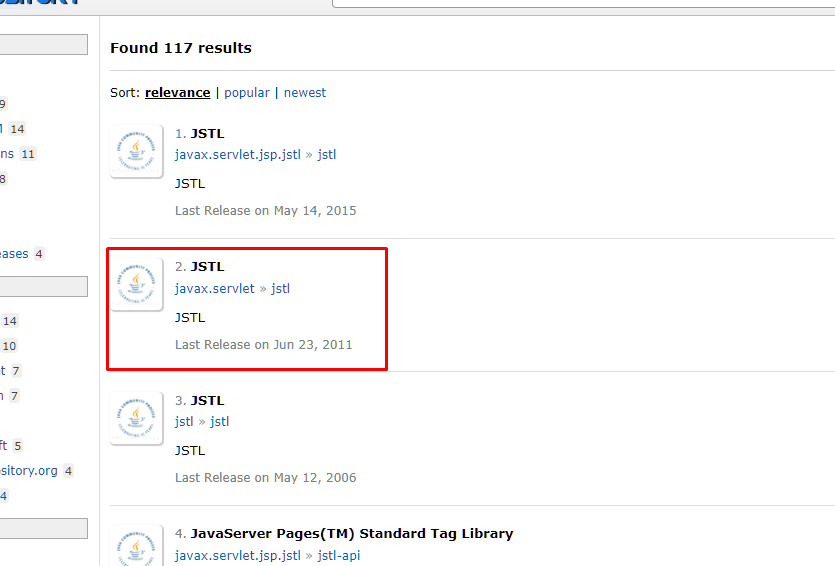 Found 117 results
Sort: relevance | popular | newest
1. JSTL
javax.servlet.jsp.jstl » jstl
JSTL
Last Release on May 14, 2015
2. JSTL
javax.servlet » jstl
JSTL
Last Release on Jun 23, 2011
3. JSTL
jstl » jstl
JSTL
Last Release on May 12, 2006
4. JavaServer Pages(TM) Standard Tag Library
javax.servlet.jsp.jstl » jstl-api
9
14
ns 11
8
eases 4
14
10
t 7
7
ft 5
sitory.org 4
4